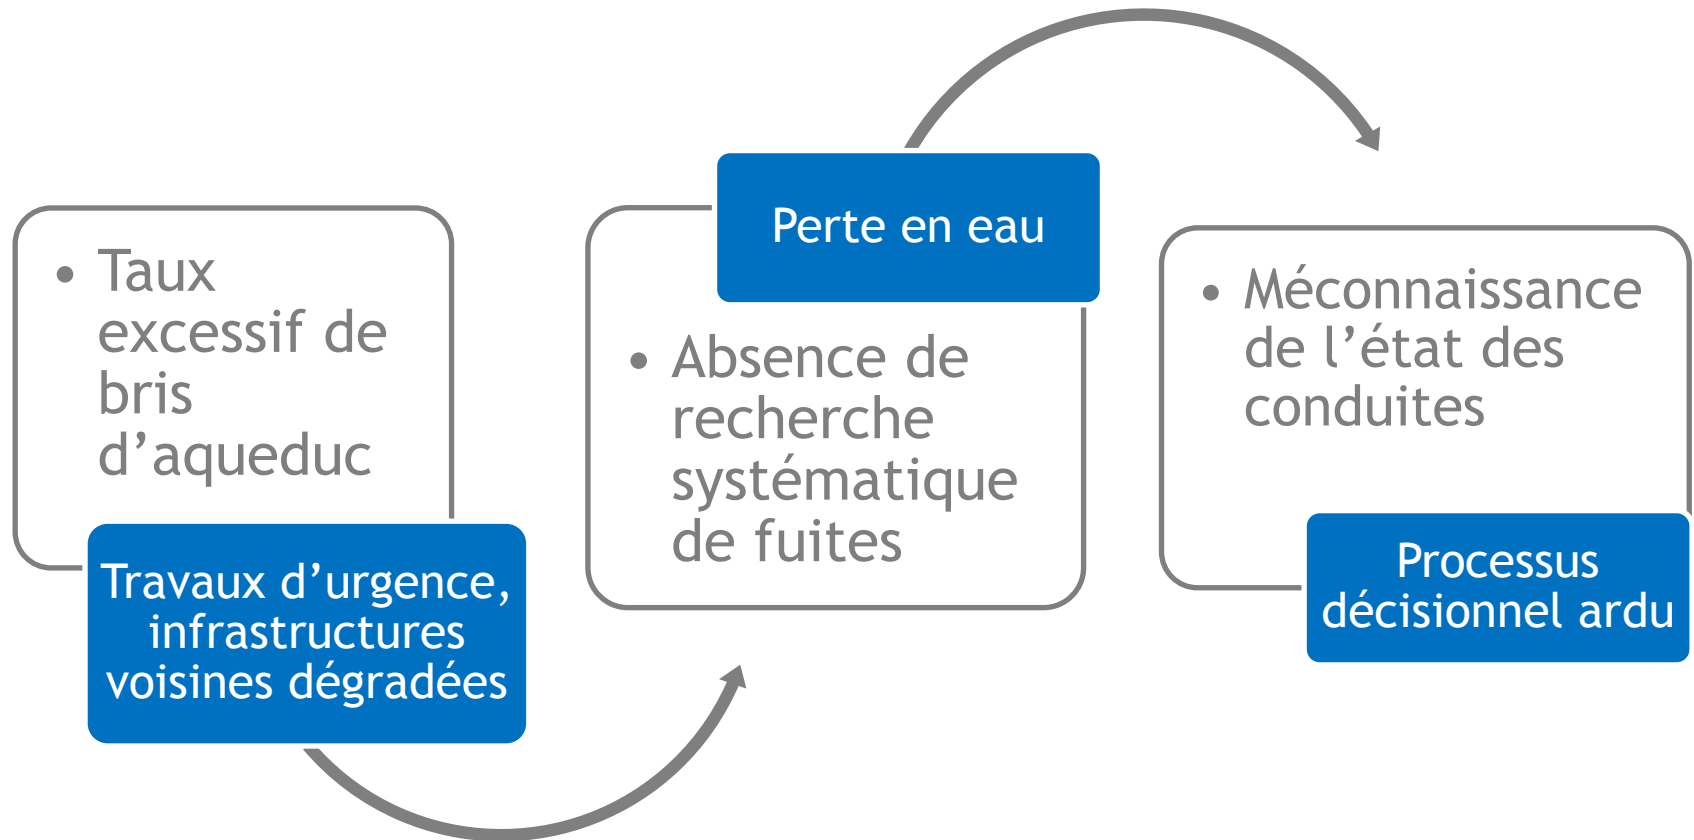 • Taux
excessif de
bris
d’aqueduc
Travaux d’urgence,
infrastructures
voisines dégradées
Perte en eau
• Absence de
recherche
systématique
de fuites
• Méconnaissance
de l’état des
conduites
Processus
décisionnel ardu